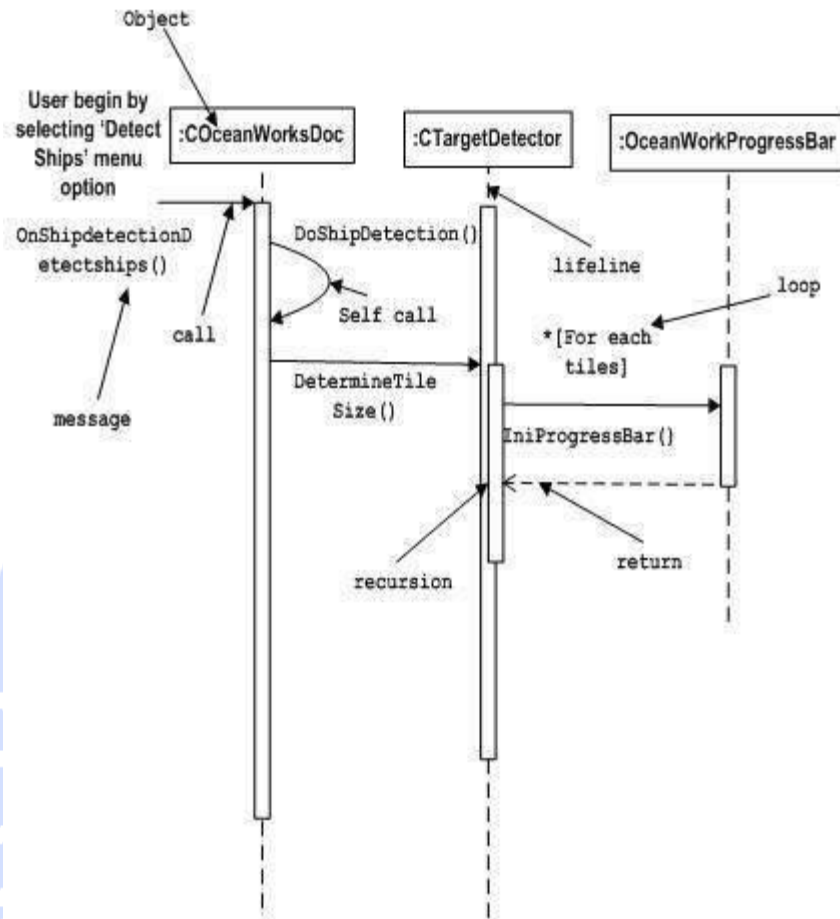 Object
User begin by
selecting 'Detect
Ships' menu
option
:COceanWorksDoc
:CTargetDetector
:OceanWorkProgressBar
OnShipdetectionD
etectships()
DoShipDetection()
lifeline
loop
call
Self call
*[For each
tiles]
message
DetermineTile
Size()
IniProgressBar()
recursion
return